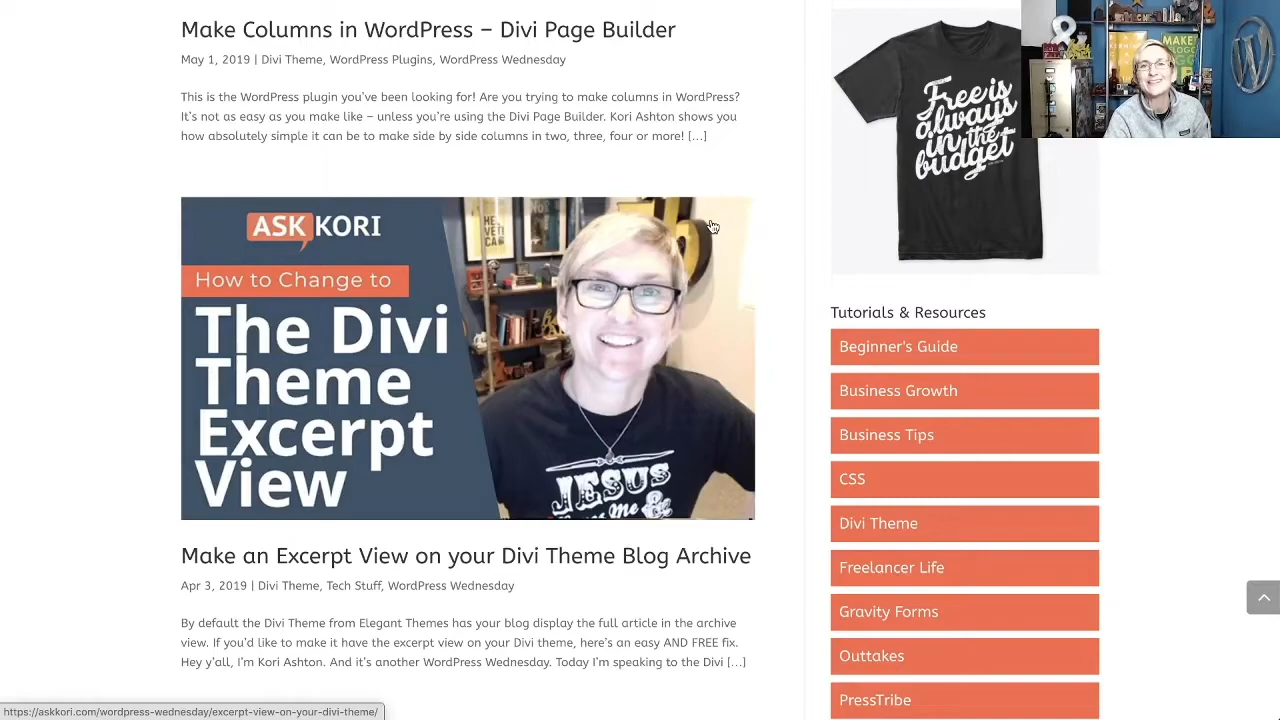 Make Columns in WordPress – Divi Page Builder
May 1, 2019 | Divi Theme, WordPress Plugins, WordPress Wednesday
This is the WordPress plugin you've been looking for! Are you trying to make columns in WordPress?
It's not as easy as you make like – unless you're using the Divi Page Builder. Kori Ashton shows you
how absolutely simple it can be to make side by side columns in two, three, four or more! [...]
ASK KORI
How to Change to
The Divi
Theme
Excerpt
View
JESUS
Make an Excerpt View on your Divi Theme Blog Archive
Apr 3, 2019 | Divi Theme, Tech Stuff, WordPress Wednesday
By default the Divi Theme from Elegant Themes has your blog display the full article in the archive
view. If you'd like to make it have the excerpt view on your Divi theme, here's an easy AND FREE fix.
Hey y'all, I'm Kori Ashton. And it's another WordPress Wednesday. Today I'm speaking to the Divi [...]
Free is
always
in the
budget
Tutorials & Resources
Beginner's Guide
Business Growth
Business Tips
CSS
Divi Theme
Freelancer Life
Gravity Forms
Outtakes
PressTribe
https://askkori.com/wordpress-wednesday/excerpt-view-on-your-divi-theme/